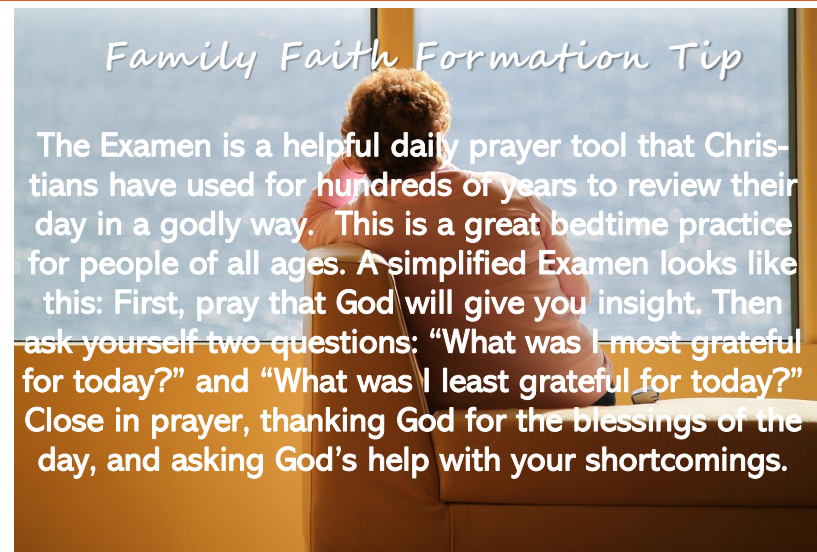 Family Faith Formation Tip
The Examen is a helpful daily prayer tool that Chris-
tians have used for hundreds of years to review their
day in a godly way.  This is a great bedtime practice
for people of all ages. A simplified Examen looks like
this: First, pray that God will give you insight. Then
ask yourself two questions: “What was I most grateful
for today?” and “What was I least grateful for today?”
Close in prayer, thanking God for the blessings of the
day, and asking God’s help with your shortcomings.